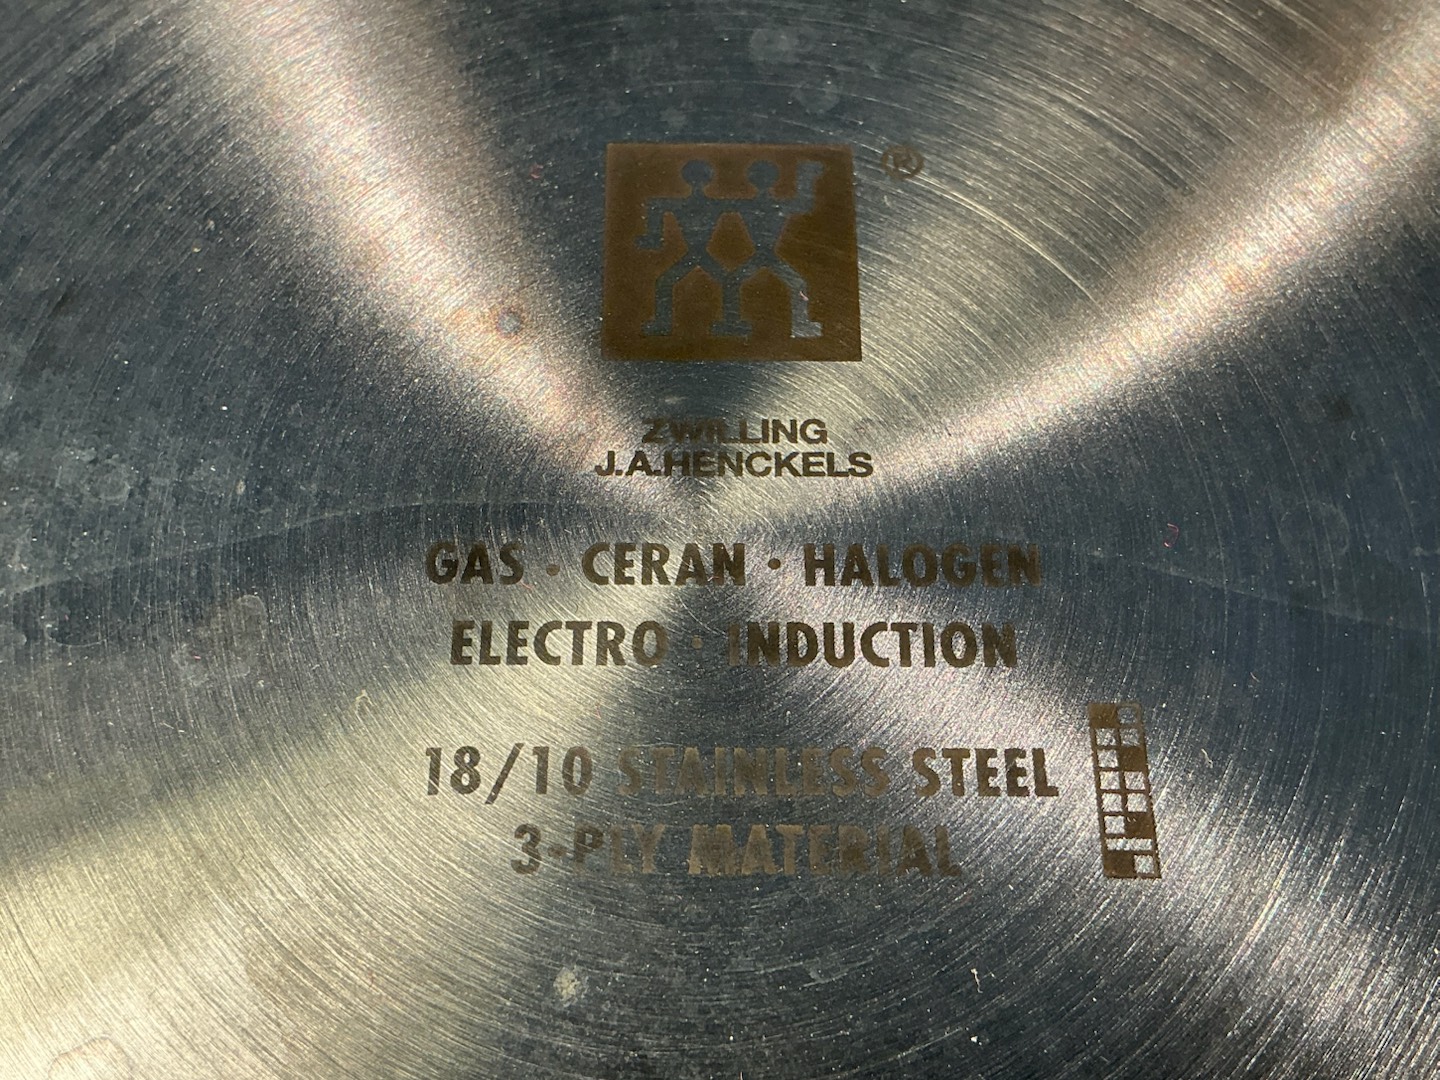 ®
ZWILLING
J.A.HENCKELS
GAS · CERAN · HALOGEN
ELECTRO · INDUCTION
18/10 STAINLESS STEEL
3-PLY MATERIAL